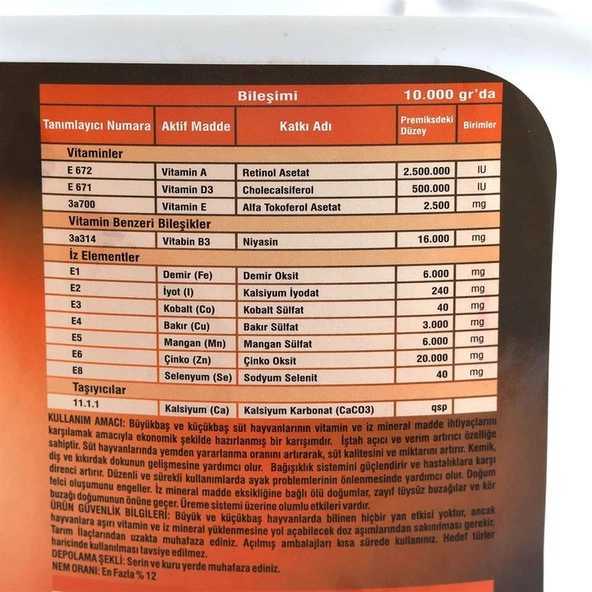 Bileşimi 10.000 gr'da
Tanımlayıcı Numara Aktif Madde Katkı Adı Premiksdeki Düzey Birimler
Vitaminler
E 672 Vitamin A Retinol Asetat 2.500.000 IU
E 671 Vitamin D3 Cholecalsiferol 500.000 IU
3a700 Vitamin E Alfa Tokoferol Asetat 2.500 mg
Vitamin Benzeri Bileşikler
3a314 Vitabin B3 Niyasin 16.000 mg
İz Elementler
E1 Demir (Fe) Demir Oksit 6.000 mg
E2 İyot (I) Kalsiyum İyodat 240 mg
E3 Kobalt (Co) Kobalt Sülfat 40 mg
E4 Bakır (Cu) Bakır Sülfat 3.000 mg
E5 Mangan (Mn) Mangan Sülfat 6.000 mg
E6 Çinko (Zn) Çinko Oksit 20.000 mg
E8 Selenyum (Se) Sodyum Selenit 40 mg
Taşıyıcılar
11.1.1 Kalsiyum (Ca) Kalsiyum Karbonat (CaCO3) qsp
KULLANIM AMACI: Büyükbaş ve küçükbaş süt hayvanlarının vitamin ve iz mineral madde ihtiyaçlarını
karşılamak amacıyla ekonomik şekilde hazırlanmış bir karışımdır. İştah açıcı ve verim artırıcı özelliğe
sahiptir. Süt hayvanlarında yemden yararlanma oranını artırarak, süt kalitesini ve miktarını artırır. Kemik,
diş ve kıkırdak dokunun gelişmesine yardımcı olur. Bağışıklık sistemini güçlendirir ve hastalıklara karşı
direnci artırır. Düzenli ve sürekli kullanımlarda ayak problemlerinin önlenmesinde yardımcı olur. Doğum
felci oluşumunu engeller. İz mineral madde eksikliğine bağlı ölü doğumlar, zayıf tüysüz buzağılar ve kör
buzağı doğumunun önüne geçer. Üreme sistemi üzerine olumlu etkileri vardır.
ÜRÜN GÜVENLİK BİLGİLERİ: Büyük ve küçükbaş hayvanlarda bilinen hiçbir yan etkisi yoktur, ancak
hayvanlara aşırı vitamin ve iz mineral yüklenmesine yol açabilecek doz aşımlarından sakınılması gerekir.
Tarım İlaçlarından uzakta muhafaza ediniz. Açılmış ambalajları kısa sürede kullanınız. Hedef türler
haricinde kullanılması tavsiye edilmez.
DEPOLAMA ŞEKLİ: Serin ve kuru yerde muhafaza ediniz.
NEM ORANI: En Fazla % 12